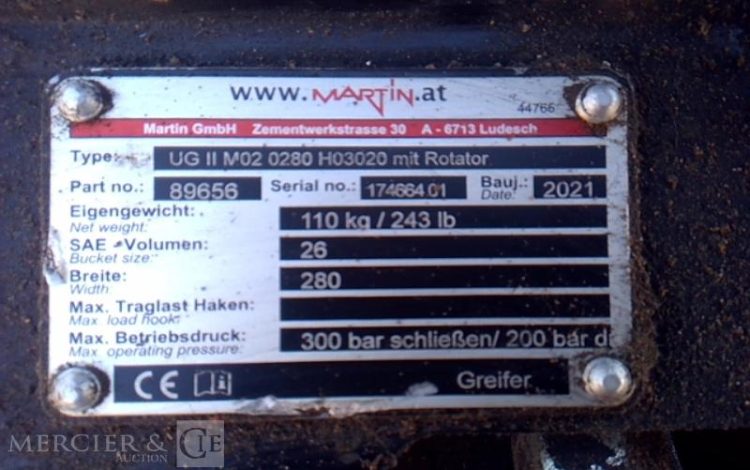 www.MARTIN.at
44766
Martin GmbH Zementwerkstrasse 30 A - 6713 Ludesch
Type: UG II M02 0280 H03020 mit Rotator
Part no.: 89656 Serial no.: 174664 01 Bauj.: 2021
Date:
Eigengewicht: 110 kg / 243 lb
Net weight:
SAE - Volumen: 26
Bucket size:
Breite: 280
Width
Max. Traglast Haken:
Max. load hook:
Max. Betriebsdruck: 300 bar schließen/ 200 bar d
Max. operating pressure:
CE Greifer
MERCIER & CIE
AUCTION